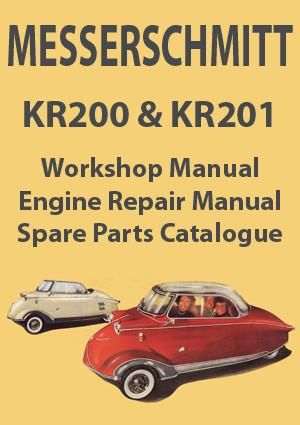 MESSERSCHMITT
KR200 & KR201
Workshop Manual
Engine Repair Manual
Spare Parts Catalogue